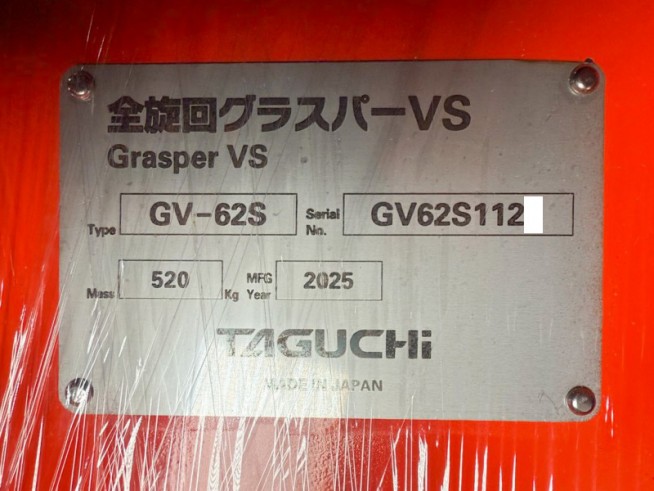 全旋回グラスパーVS
Grasper VS
Type GV-62S Serial No. GV62S112
Mass 520 Kg MFG Year 2025
TAGUCHi
MADE IN JAPAN